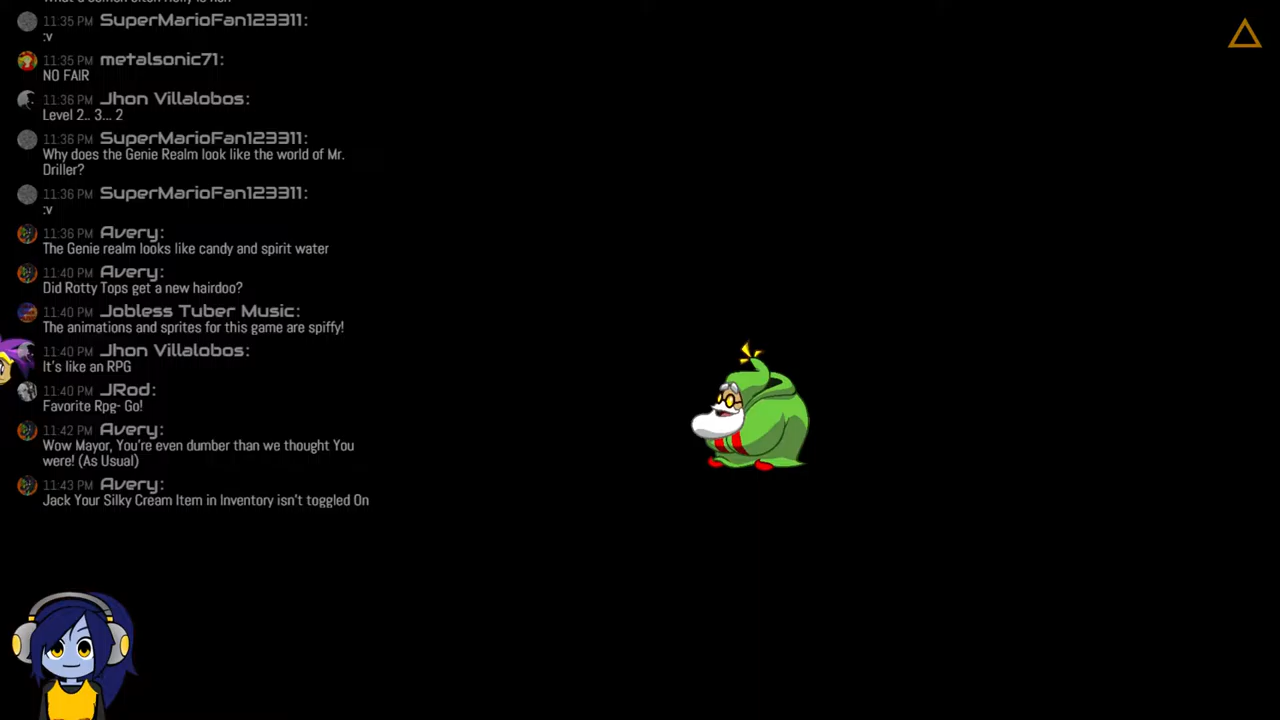 11:35 PM SuperMarioFan123311:
:v
11:35 PM metalsonic71:
NO FAIR
11:36 PM Jhon Villalobos:
Level 2.. 3... 2
11:36 PM SuperMarioFan123311:
Why does the Genie Realm look like the world of Mr.
Driller?
11:36 PM SuperMarioFan123311:
:v
11:36 PM Avery:
The Genie realm looks like candy and spirit water
11:40 PM Avery:
Did Rotty Tops get a new hairdoo?
11:40 PM Jobless Tuber Music:
The animations and sprites for this game are spiffy!
11:40 PM Jhon Villalobos:
It's like an RPG
11:40 PM JRod:
Favorite Rpg- Go!
11:42 PM Avery:
Wow Mayor, You're even dumber than we thought You
were! (As Usual)
11:43 PM Avery:
Jack Your Silky Cream Item in Inventory isn't toggled On